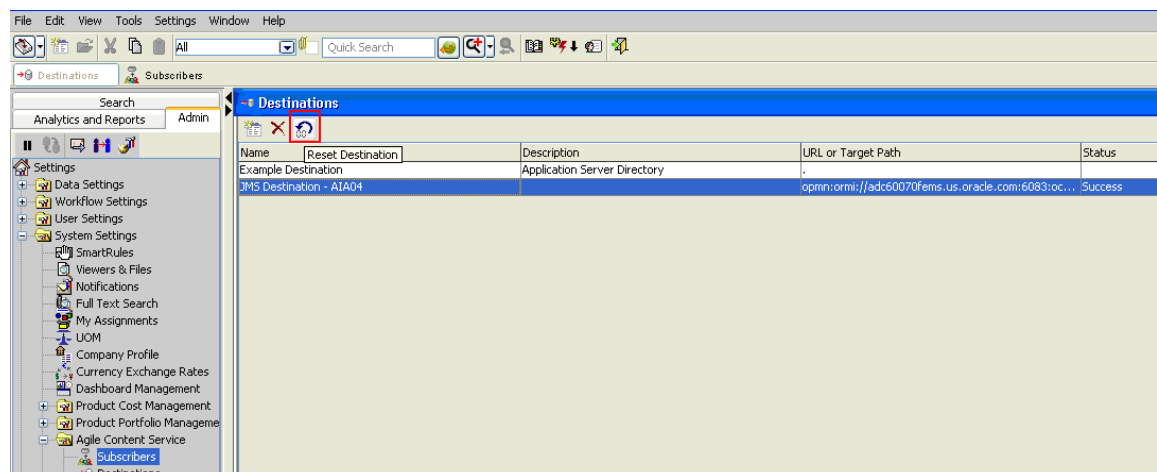 File Edit View Tools Settings Window Help
All Quick Search
Destinations Subscribers
Search
Analytics and Reports Admin
Destinations
Reset Destination
Name Description URL or Target Path Status
Example Destination Application Server Directory .
JMS Destination - AIA04 opmn:ormi://adc60070fems.us.oracle.com:6083:oc... Success
Settings
Data Settings
Workflow Settings
User Settings
System Settings
SmartRules
Viewers & Files
Notifications
Full Text Search
My Assignments
UOM
Company Profile
Currency Exchange Rates
Dashboard Management
Product Cost Management
Product Portfolio Manageme
Agile Content Service
Subscribers
Destinations